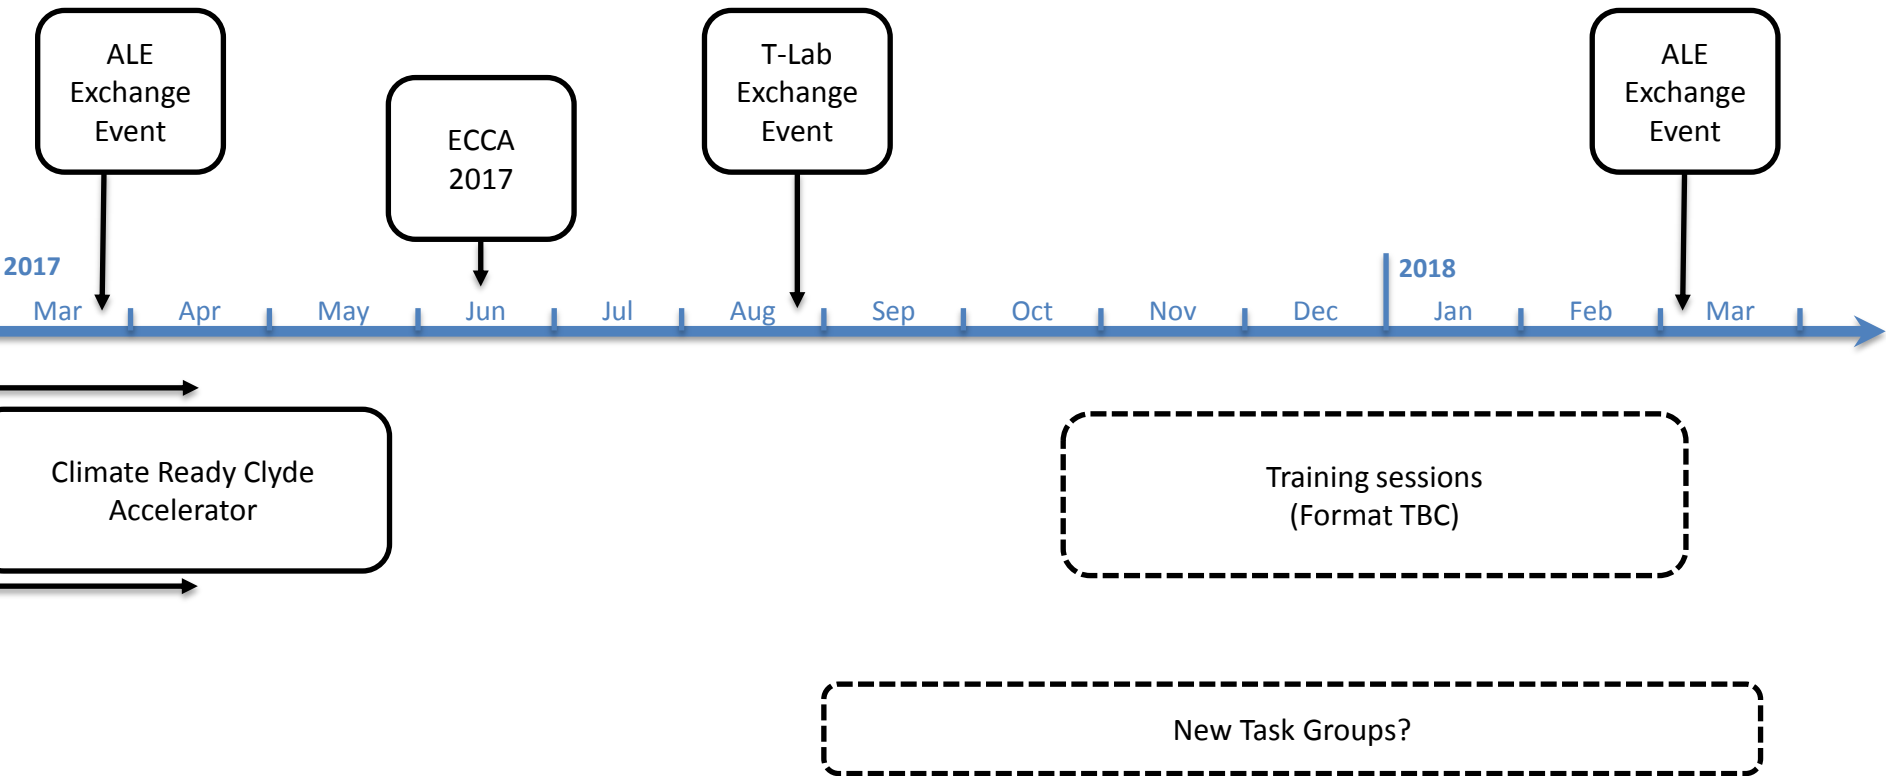 ALE
Exchange
Event
ECCA
2017
T-Lab
Exchange
Event
ALE
Exchange
Event
2017
2018
Mar
Apr
May
Jun
Jul
Aug
Sep
Oct
Nov
Dec
Jan
Feb
Mar
Climate Ready Clyde
Accelerator
Training sessions
(Format TBC)
New Task Groups?